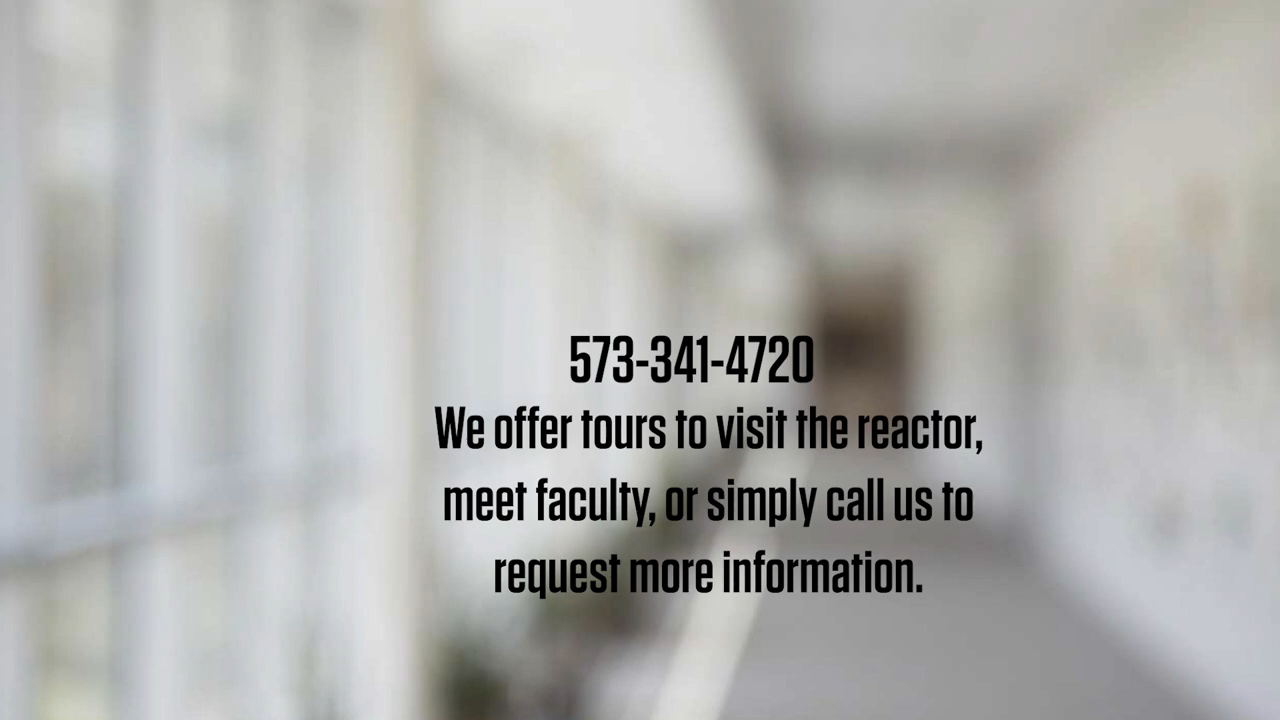 573-341-4720
We offer tours to visit the reactor,
meet faculty, or simply call us to
request more information.